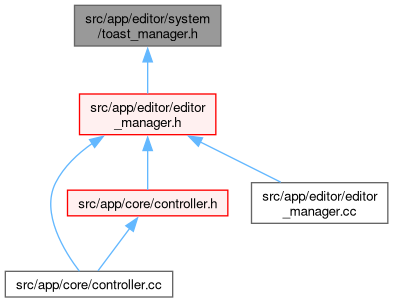 src/app/editor/system
/toast_manager.h
src/app/editor/editor
_manager.h
src/app/core/controller.h
src/app/editor/editor
_manager.cc
src/app/core/controller.cc